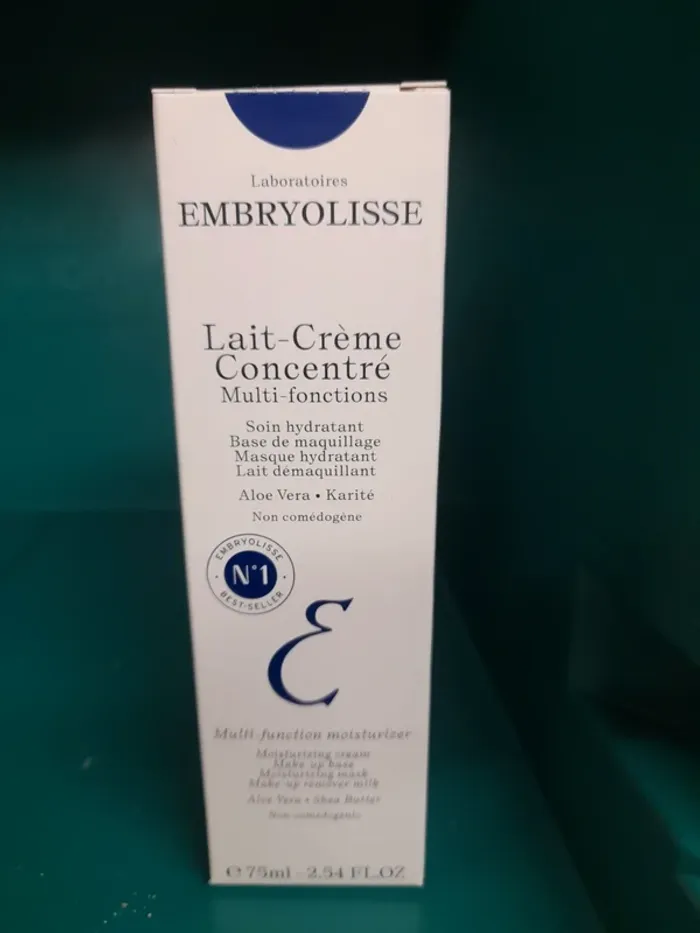 Laboratoires
EMBRYOLISSE
Lait-Crème
Concentré
Multi-fonctions
Soin hydratant
Base de maquillage
Masque hydratant
Lait démaquillant
Aloe Vera • Karité
Non comédogène
EMBRYOLISSE
N°1
BEST-SELLER
Multi-function moisturizer
Moisturizing cream
Make-up base
Moisturizing mask
Make-up remover milk
Aloe Vera • Shea Butter
Non-comedogenic
℮ 75ml - 2.54 FL.OZ